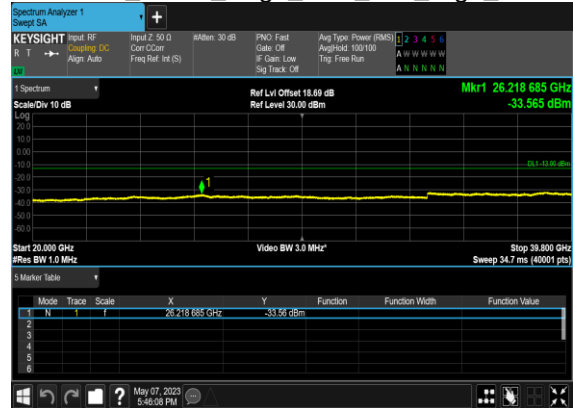 Spectrum Analyzer 1
Swept SA
+
KEYSIGHT Input: RF Input Z: 50 Ω #Atten: 30 dB PNO: Fast Avg Type: Power (RMS) 1 2 3 4 5 6
R T Coupling: DC Corr CCorr Gate: Off Avg|Hold: 100/100 A W W W W W
Align: Auto Freq Ref: Int (S) IF Gain: Low Trig: Free Run
Sig Track: Off A N N N N N
1 Spectrum Ref Lvl Offset 18.69 dB Mkr1 26.218 685 GHz
Scale/Div 10 dB Ref Level 30.00 dBm -33.565 dBm
Log
20.0
10.0
0.00
-10.0 DL1 -13.00 dBm
-20.0
-30.0 1
-40.0
-50.0
-60.0
Start 20.000 GHz Video BW 3.0 MHz* Stop 39.800 GHz
#Res BW 1.0 MHz Sweep 34.7 ms (40001 pts)
5 Marker Table
Mode Trace Scale X Y Function Function Width Function Value
1 N 1 f 26.218 685 GHz -33.56 dBm
2
3
4
5
6
? May 07, 2023
5:46:08 PM